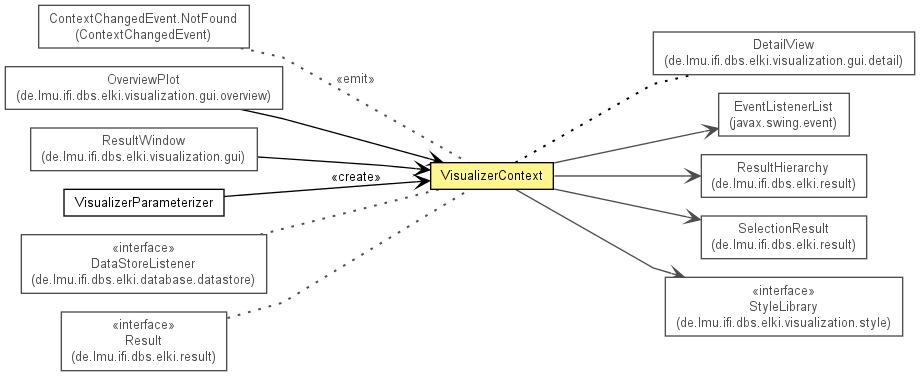 ContextChangedEvent.NotFound
(ContextChangedEvent)
«emit»
OverviewPlot
(de.lmu.ifi.dbs.elki.visualization.gui.overview)
ResultWindow
(de.lmu.ifi.dbs.elki.visualization.gui)
«create»
VisualizerParameterizer
«interface»
DataStoreListener
(de.lmu.ifi.dbs.elki.database.datastore)
«interface»
Result
(de.lmu.ifi.dbs.elki.result)
VisualizerContext
DetailView
(de.lmu.ifi.dbs.elki.visualization.gui.detail)
EventListenerList
(javax.swing.event)
ResultHierarchy
(de.lmu.ifi.dbs.elki.result)
SelectionResult
(de.lmu.ifi.dbs.elki.result)
«interface»
StyleLibrary
(de.lmu.ifi.dbs.elki.visualization.style)